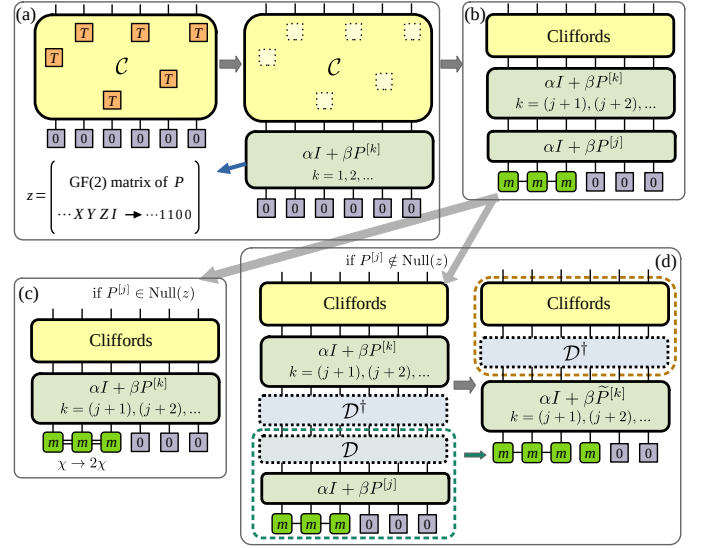 (a)
T T T
T
T
T
𝒞
0 0 0 0 0 0
z =
GF(2) matrix of P
··· X Y Z I → ··· 1 1 0 0
𝒞
αI + βP^[k]
k = 1, 2, ...
0 0 0 0 0 0
(b)
Cliffords
αI + βP^[k]
k = (j + 1), (j + 2), ...
αI + βP^[j]
m m m 0 0 0
(c)
if P^[j] ∈ Null(z)
Cliffords
αI + βP^[k]
k = (j + 1), (j + 2), ...
m m m 0 0 0
χ → 2χ
if P^[j] ∉ Null(z)
Cliffords
αI + βP^[k]
k = (j + 1), (j + 2), ...
𝒟†
𝒟
αI + βP^[j]
m m m 0 0 0
(d)
Cliffords
𝒟†
αI + βP̃^[k]
k = (j + 1), (j + 2), ...
m m m m 0 0